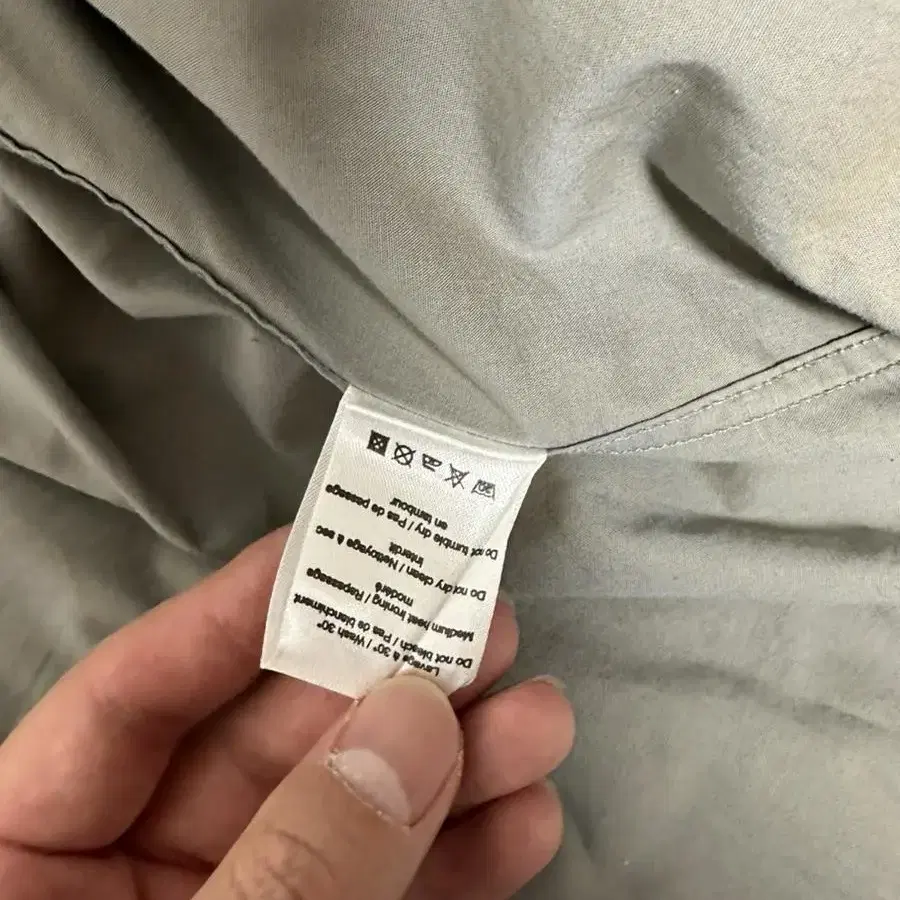 Lavage à 30° / Wash 30°
Do not bleach / Pas de blanchiment
Medium heat ironing / Repassage
modéré
Do not dry clean / Nettoyage à sec
interdit
Do not tumble dry / Pas de passage
en tambour
30